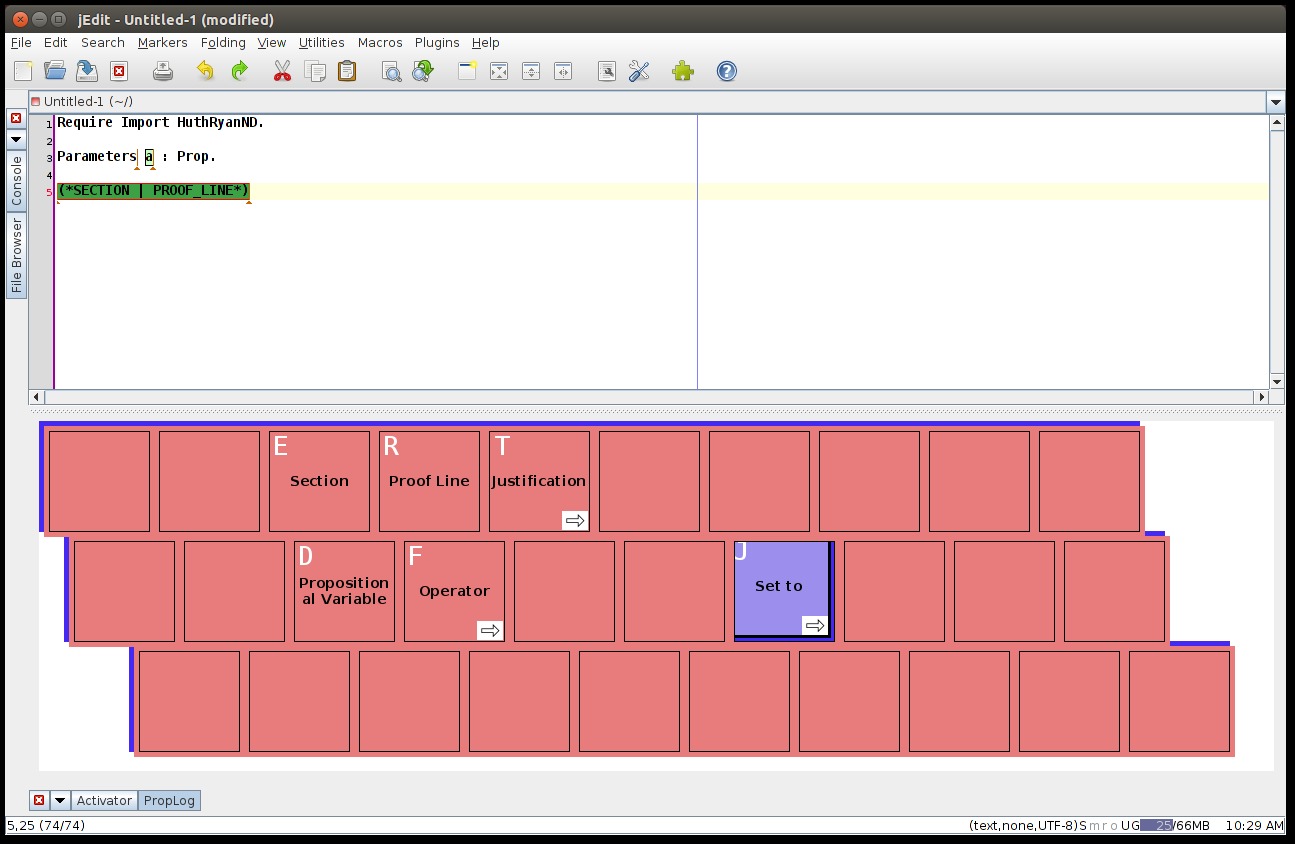 jEdit - Untitled-1 (modified)
File Edit Search Markers Folding View Utilities Macros Plugins Help
Untitled-1 (~/)
Console
File Browser
1 Require Import HuthRyanND.
2
3 Parameters a : Prop.
4
5 (*SECTION | PROOF_LINE*)
E
Section
R
Proof Line
T
Justification
D
Proposition
al Variable
F
Operator
J
Set to
Activator PropLog
5,25 (74/74) (text,none,UTF-8)S m r o UG 25/66MB 10:29 AM